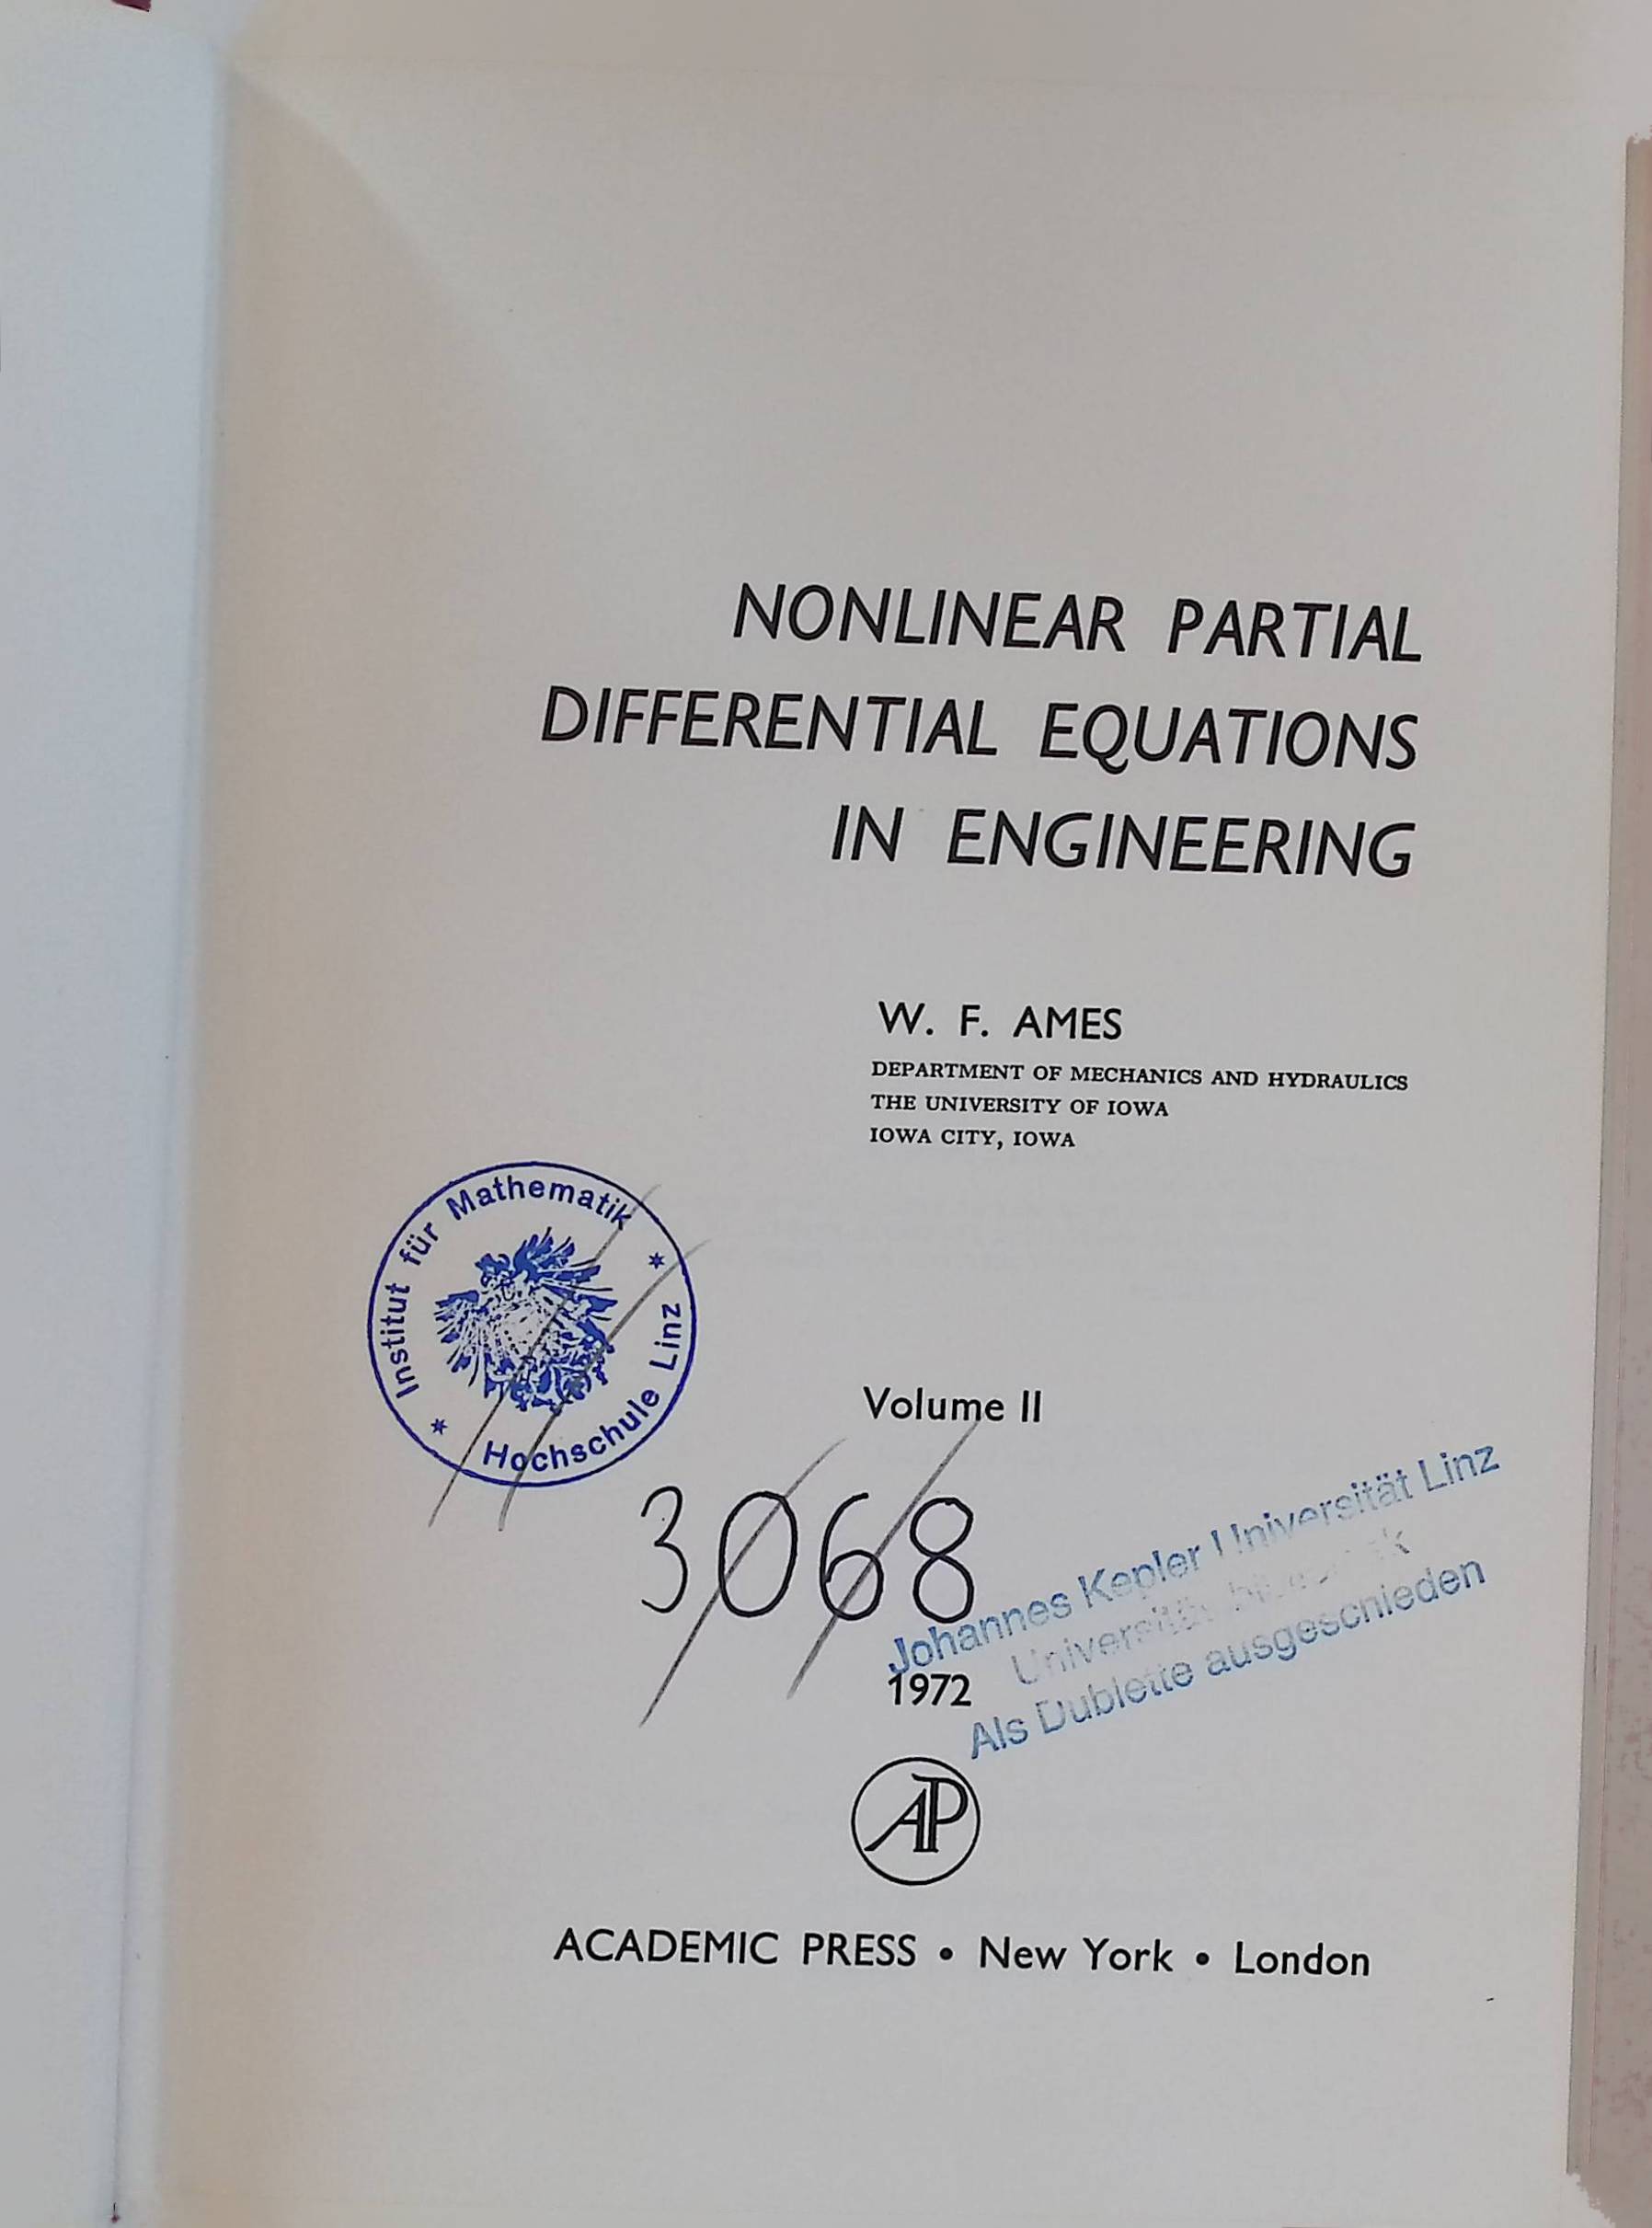 NONLINEAR PARTIAL
DIFFERENTIAL EQUATIONS
IN ENGINEERING
W. F. AMES
DEPARTMENT OF MECHANICS AND HYDRAULICS
THE UNIVERSITY OF IOWA
IOWA CITY, IOWA
Institut für Mathematik
* Hochschule Linz *
Volume II
3068
Johannes Kepler Universität Linz
Als Dublette ausgeschieden
1972
AP
ACADEMIC PRESS • New York • London